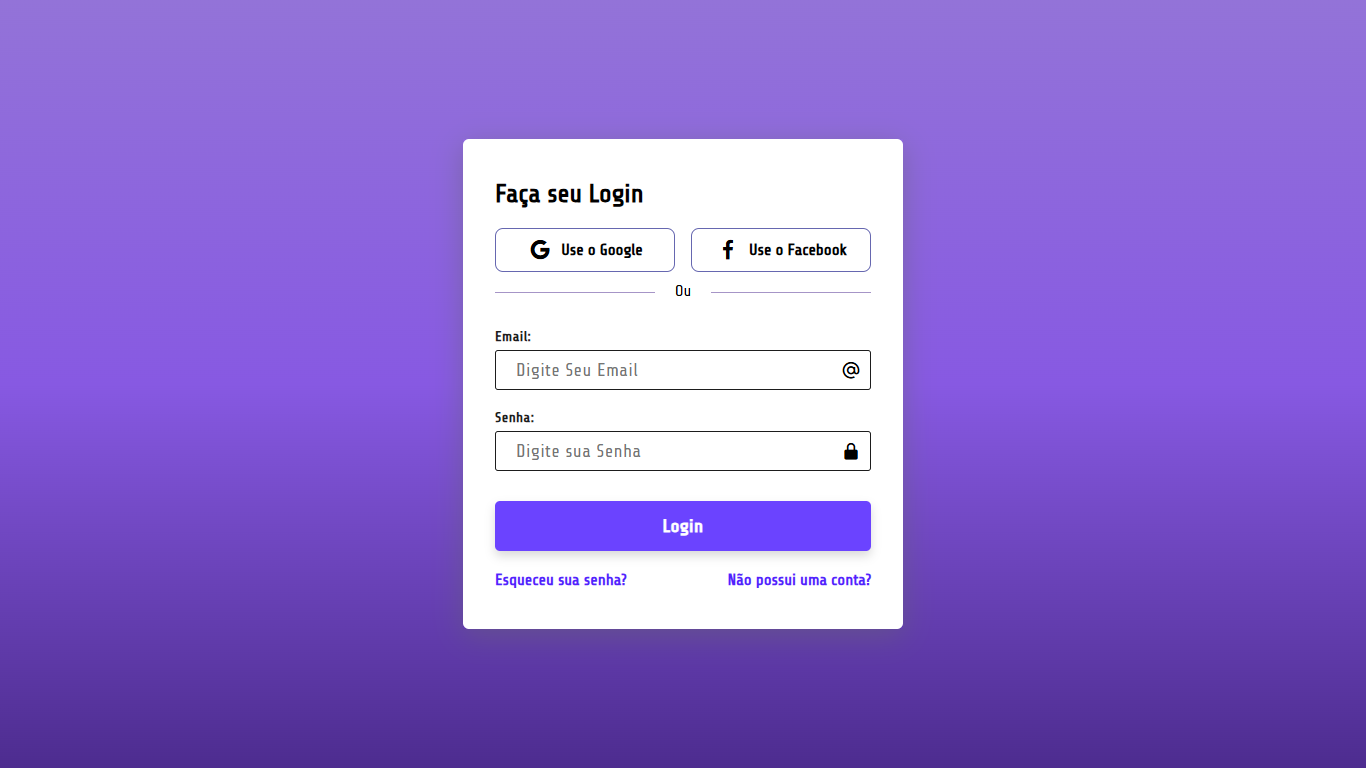 Faça seu Login
Use o Google
Use o Facebook
Ou
Email:
Digite Seu Email
Senha:
Digite sua Senha
Login
Esqueceu sua senha?
Não possui uma conta?